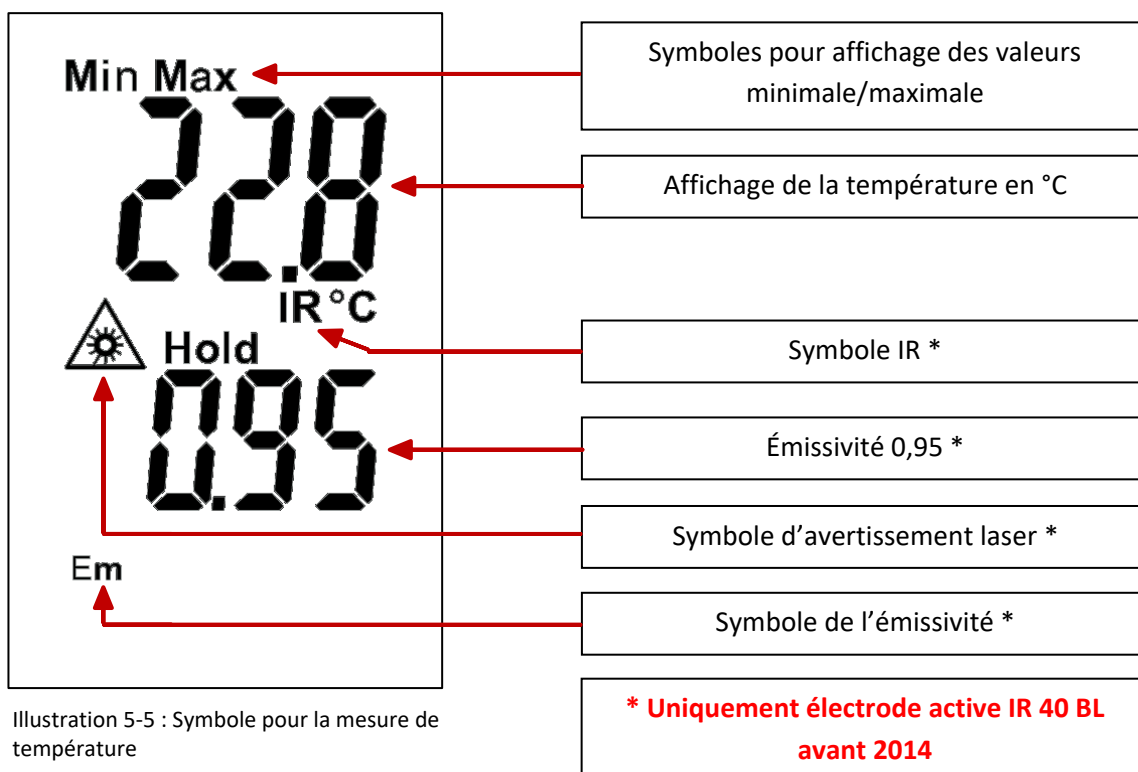 Min Max
22.8
IR °C
Hold
0.95
Em
Symboles pour affichage des valeurs
minimale/maximale
Affichage de la température en °C
Symbole IR *
Émissivité 0,95 *
Symbole d’avertissement laser *
Symbole de l’émissivité *
* Uniquement électrode active IR 40 BL
avant 2014
Illustration 5-5 : Symbole pour la mesure de
température